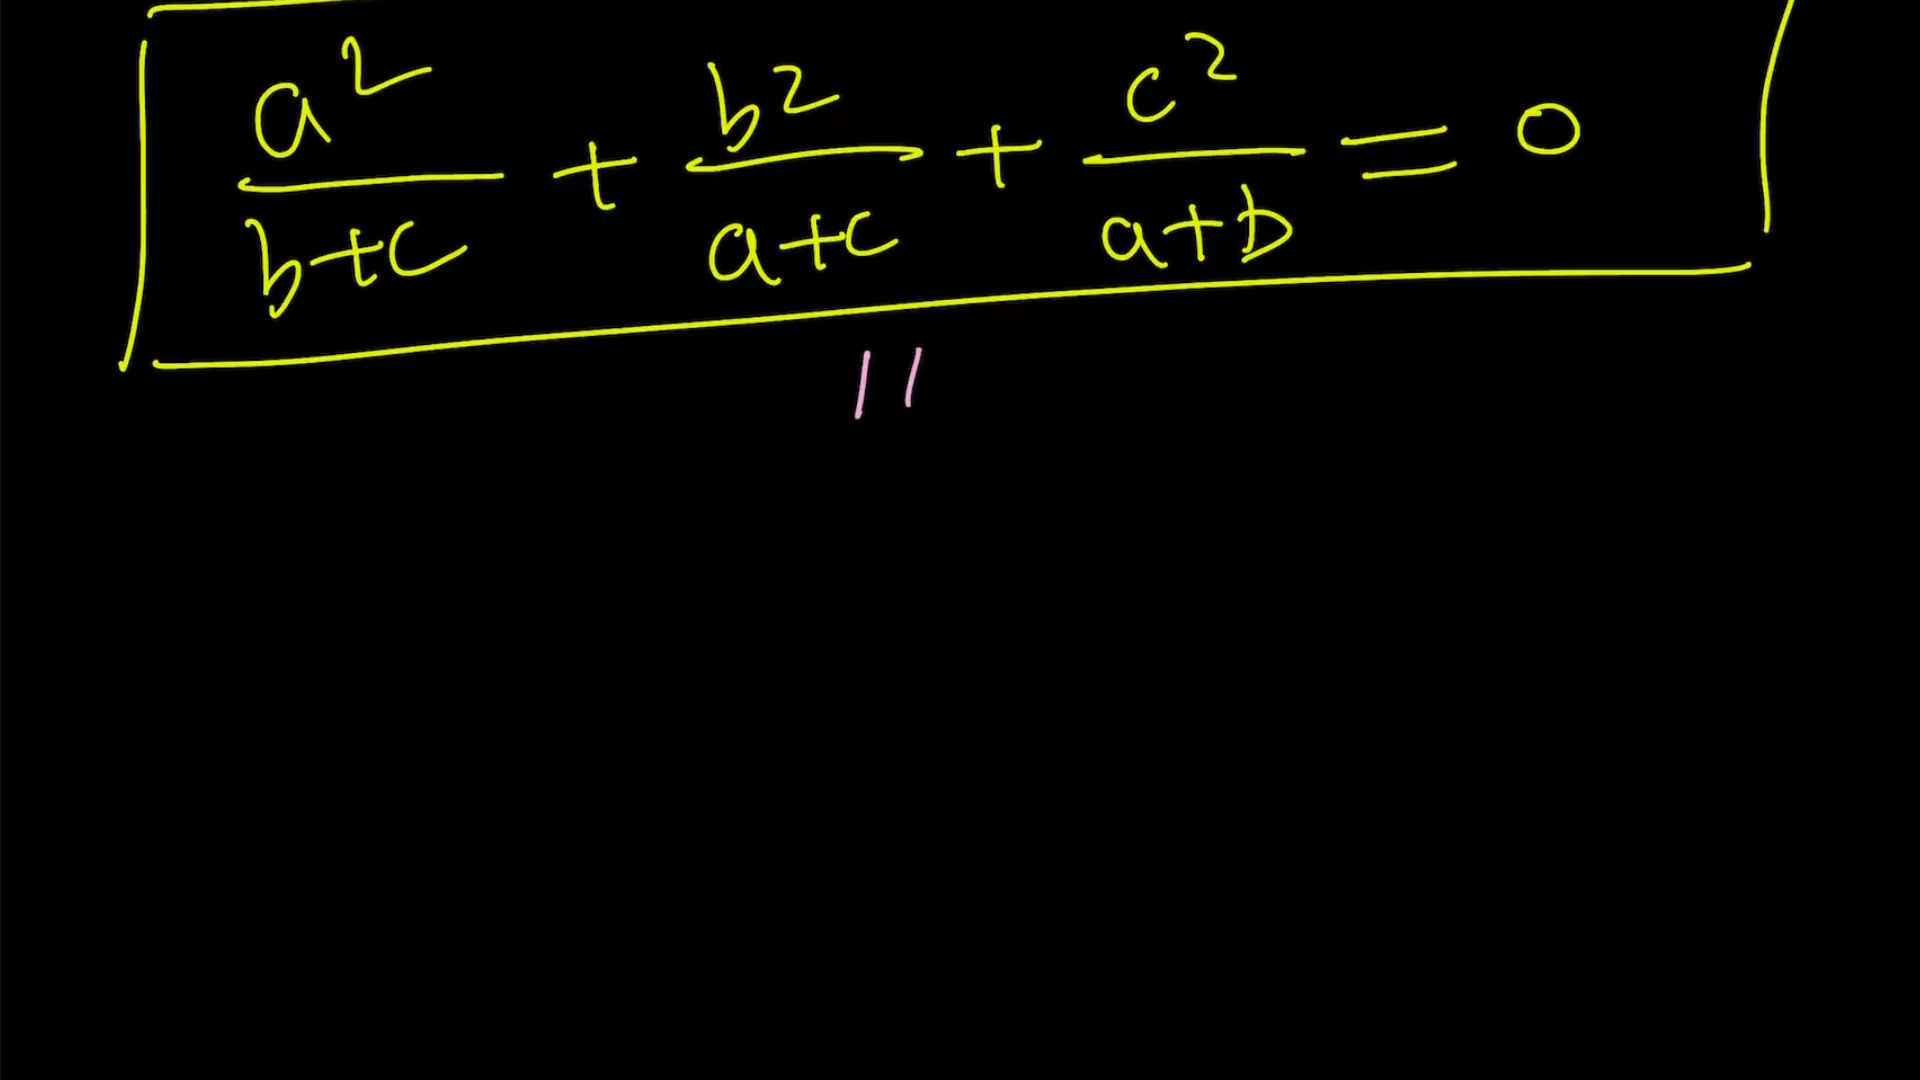 a²/(b+c) + b²/(a+c) + c²/(a+b) = 0
//